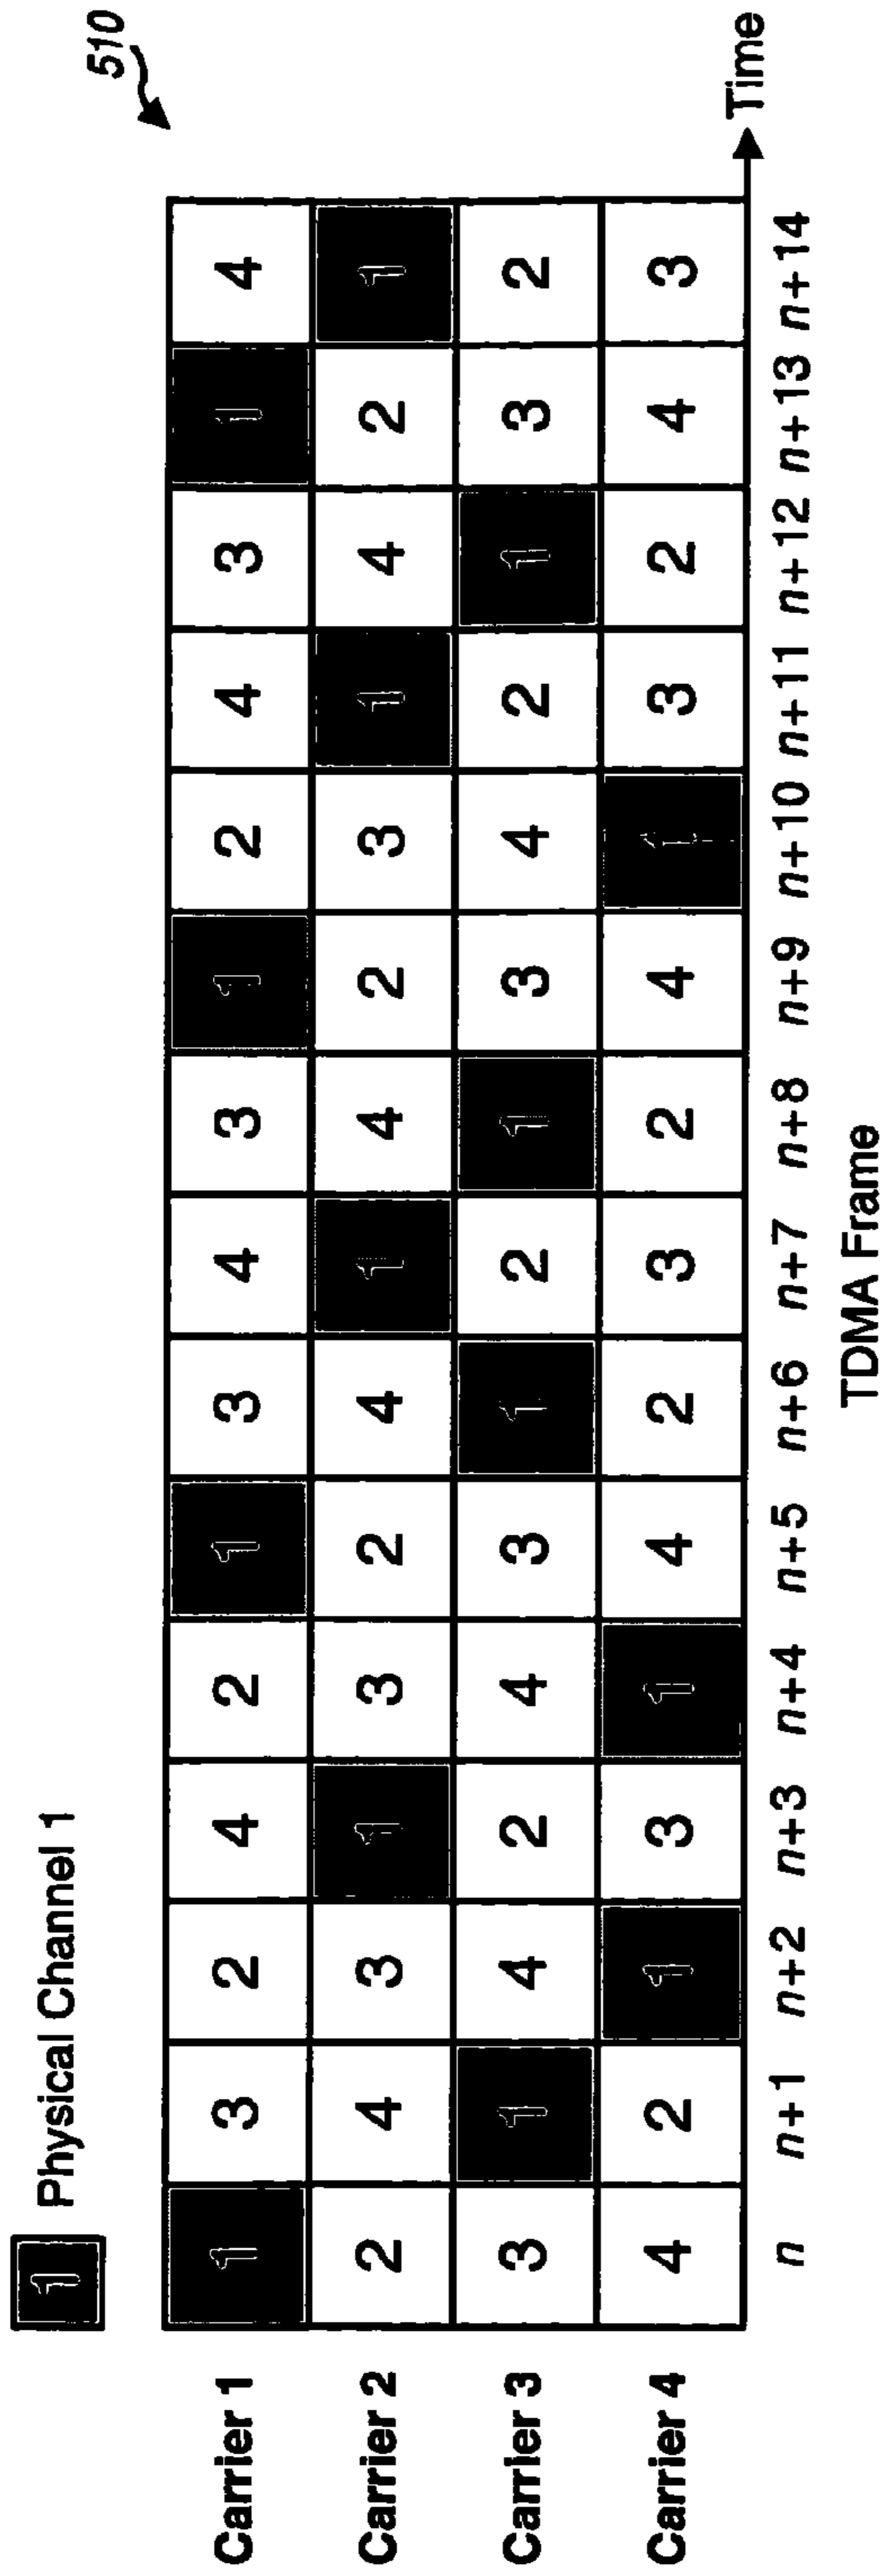 510
1 Physical Channel 1
Carrier 1 1 3 2 4 2 1 3 4 3 1 2 4 3 1 4
Carrier 2 2 4 3 1 3 2 4 1 4 2 3 1 4 2 1
Carrier 3 3 1 4 2 4 3 1 2 1 3 4 2 1 3 2
Carrier 4 4 2 1 3 1 4 2 3 2 4 1 3 2 4 3
Time
n n+1 n+2 n+3 n+4 n+5 n+6 n+7 n+8 n+9 n+10 n+11 n+12 n+13 n+14
TDMA Frame